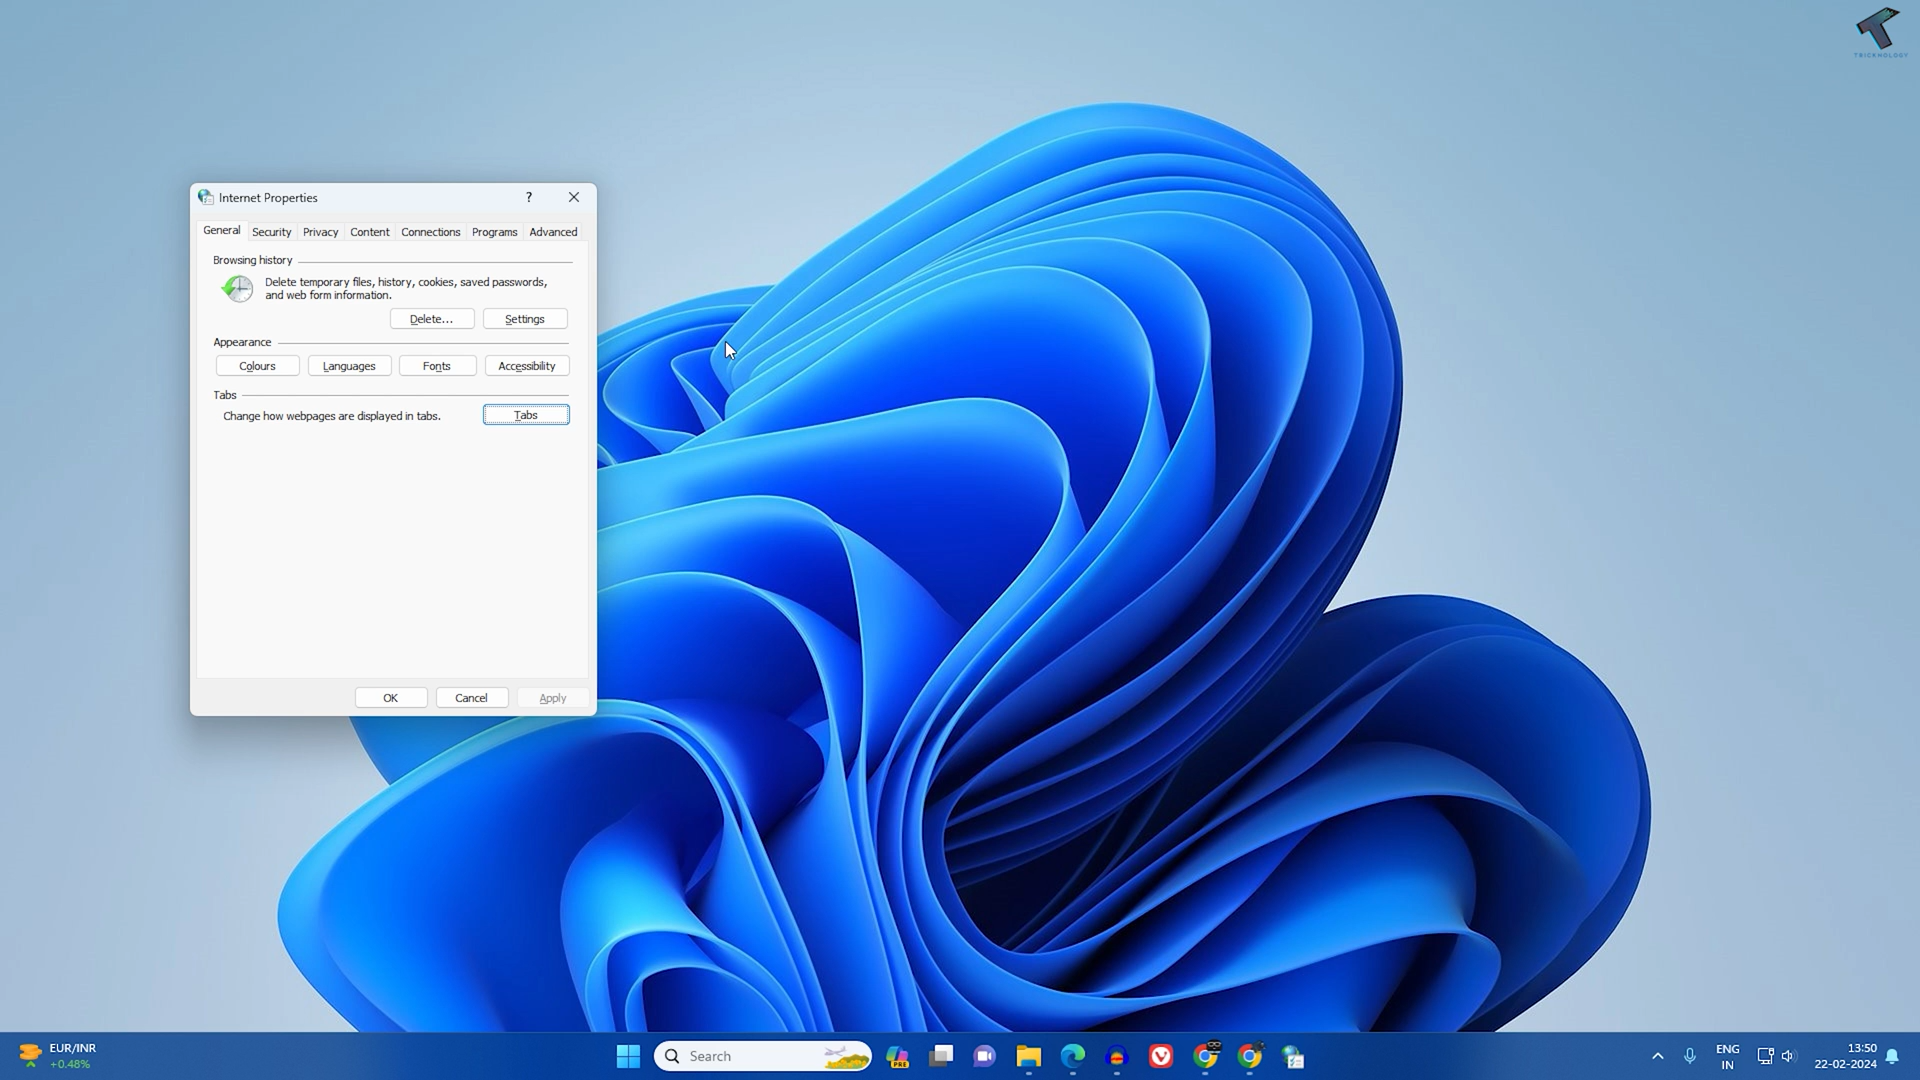 TRICKNOLOGY
Internet Properties
?
General Security Privacy Content Connections Programs Advanced
Browsing history
Delete temporary files, history, cookies, saved passwords,
and web form information.
Delete... Settings
Appearance
Colours Languages Fonts Accessibility
Tabs
Change how webpages are displayed in tabs. Tabs
OK Cancel Apply
EUR/INR
+0.48%
Search
PRE
ENG
IN
13:50
22-02-2024